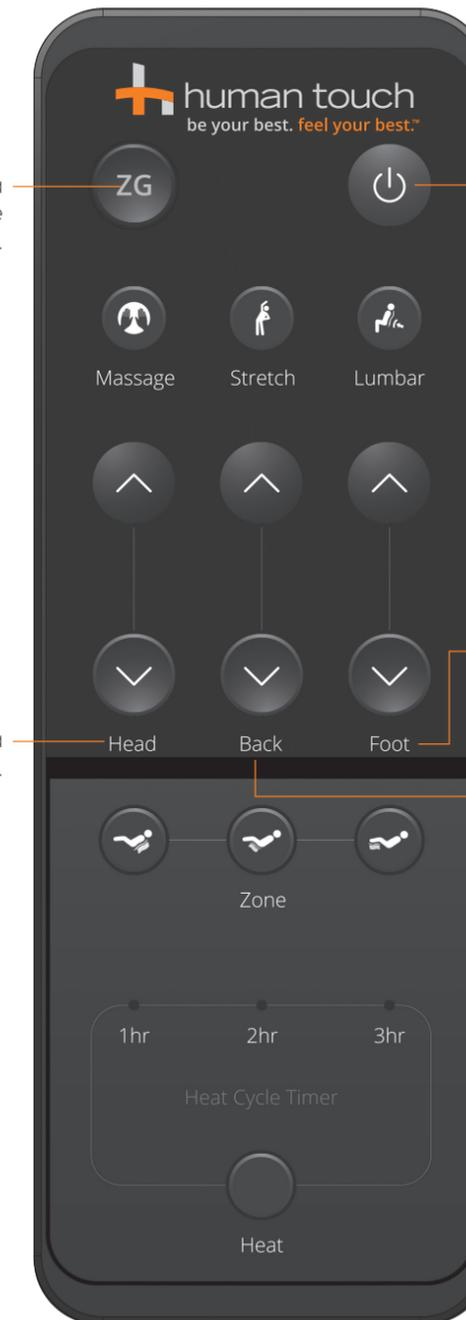 human touch
be your best. feel your best.™
ZG
Massage Stretch Lumbar
Head Back Foot
Zone
1hr 2hr 3hr
Heat Cycle Timer
Heat